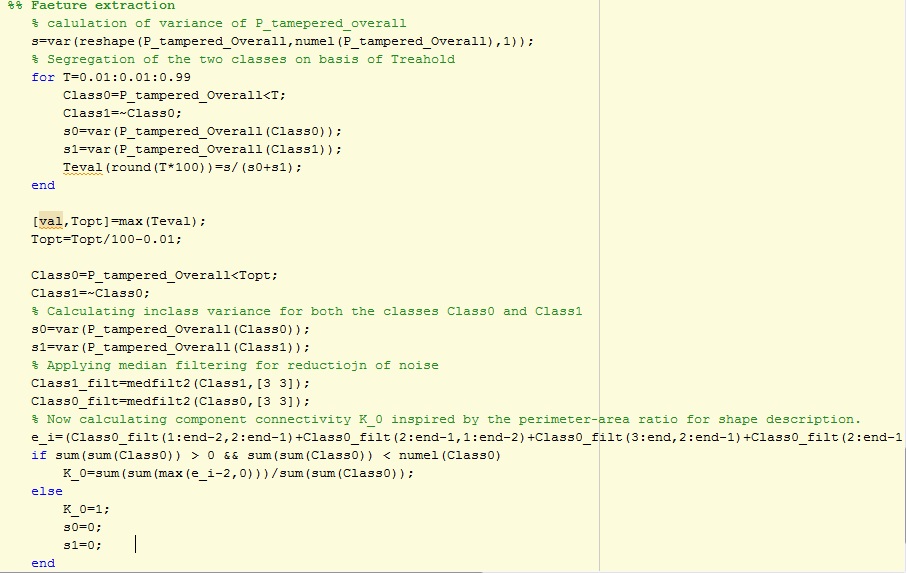 %% Faeture extraction
% calulation of variance of P_tamepered_overall
s=var(reshape(P_tampered_Overall,numel(P_tampered_Overall),1));
% Segregation of the two classes on basis of Treahold
for T=0.01:0.01:0.99
Class0=P_tampered_Overall<T;
Class1=~Class0;
s0=var(P_tampered_Overall(Class0));
s1=var(P_tampered_Overall(Class1));
Teval(round(T*100))=s/(s0+s1);
end
[val,Topt]=max(Teval);
Topt=Topt/100-0.01;
Class0=P_tampered_Overall<Topt;
Class1=~Class0;
% Calculating inclass variance for both the classes Class0 and Class1
s0=var(P_tampered_Overall(Class0));
s1=var(P_tampered_Overall(Class1));
% Applying median filtering for reductiojn of noise
Class1_filt=medfilt2(Class1,[3 3]);
Class0_filt=medfilt2(Class0,[3 3]);
% Now calculating component connectivity K_0 inspired by the perimeter-area ratio for shape description.
e_i=(Class0_filt(1:end-2,2:end-1)+Class0_filt(2:end-1,1:end-2)+Class0_filt(3:end,2:end-1)+Class0_filt(2:end-1
if sum(sum(Class0)) > 0 && sum(sum(Class0)) < numel(Class0)
K_0=sum(sum(max(e_i-2,0)))/sum(sum(Class0));
else
K_0=1;
s0=0;
s1=0;
end